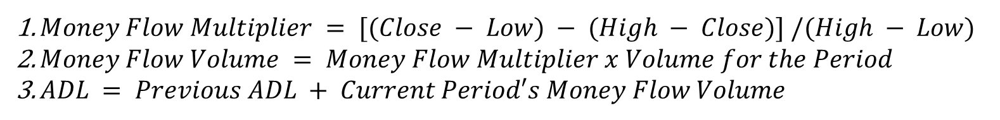 1. Money Flow Multiplier = [(Close − Low) − (High − Close)] /(High − Low)
2. Money Flow Volume = Money Flow Multiplier x Volume for the Period
3. ADL = Previous ADL + Current Period's Money Flow Volume